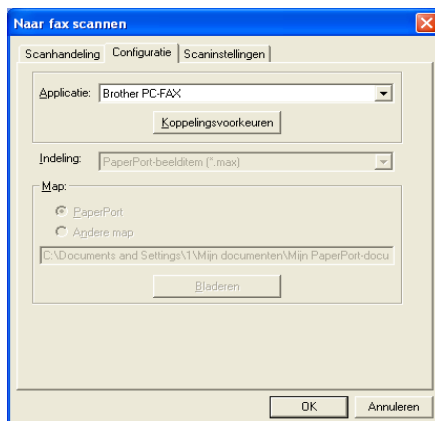 Naar fax scannen
Scanhandeling Configuratie Scaninstellingen
Applicatie: Brother PC-FAX
Koppelingsvoorkeuren
Indeling: PaperPort-beelditem (*.max)
Map:
PaperPort
Andere map
C:\Documents and Settings\1\Mijn documenten\Mijn PaperPort-docu
Bladeren
OK Annuleren